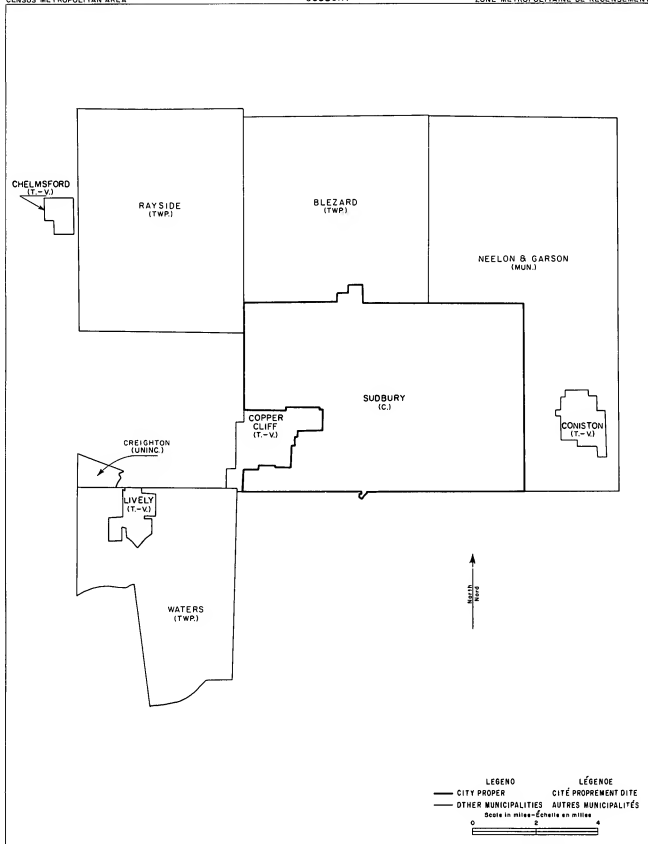 CENSUS METROPOLITAN AREA
SUDBURY
ZONE METROPOLITAINE DE RECENSEMENT
CHELMSFORD
(T.-V.)
RAYSIDE
(TWP.)
BLEZARD
(TWP.)
NEELON & GARSON
(MUN.)
SUDBURY
(C.)
COPPER
CLIFF
(T.-V.)
CONISTON
(T.-V.)
CREIGHTON
(UNINC.)
LIVELY
(T.-V.)
WATERS
(TWP.)
North
Nord
LEGEND LÉGENDE
CITY PROPER CITÉ PROPREMENT DITE
OTHER MUNICIPALITIES AUTRES MUNICIPALITÉS
Scale in miles-Échelle en milles
0 2 4